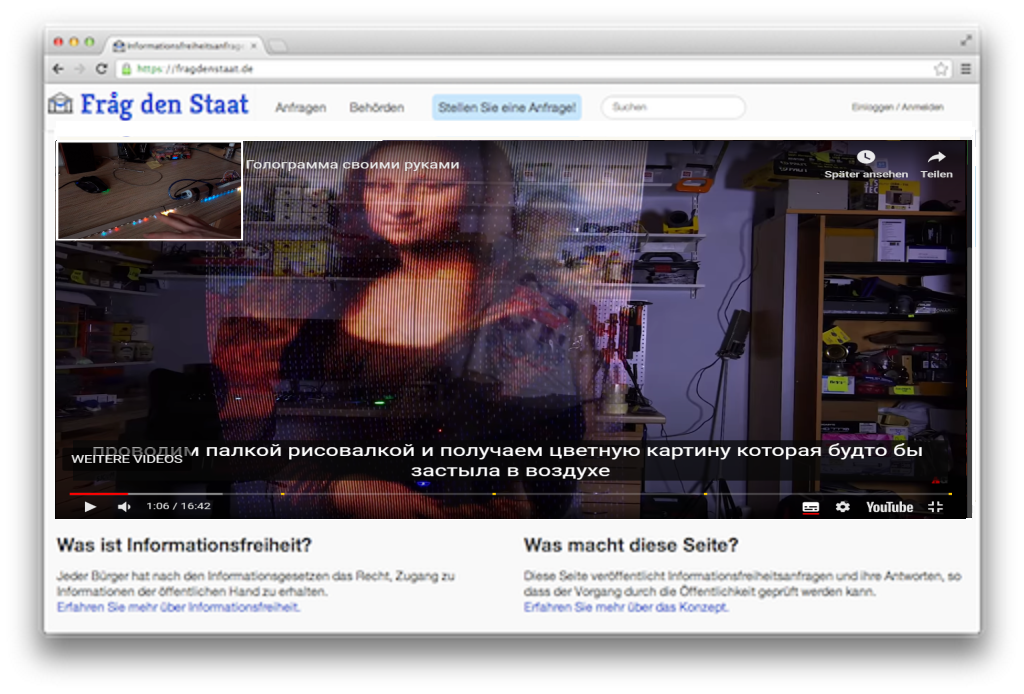 Informationsfreiheitsanfrage
https://fragdenstaat.de
Fråg den Staat
Anfragen
Behörden
Stellen Sie eine Anfrage!
Suchen
Einloggen / Anmelden
Голограмма своими руками
Später ansehen
Teilen
проводим палкой рисовалкой и получаем цветную картину которая будто бы
застыла в воздухе
WEITERE VIDEOS
1:06 / 16:42
YouTube
Was ist Informationsfreiheit?
Jeder Bürger hat nach den Informationsgesetzen das Recht, Zugang zu
Informationen der öffentlichen Hand zu erhalten.
Erfahren Sie mehr über Informationsfreiheit.
Was macht diese Seite?
Diese Seite veröffentlicht Informationsfreiheitsanfragen und ihre Antworten, so
dass der Vorgang durch die Öffentlichkeit geprüft werden kann.
Erfahren Sie mehr über das Konzept.